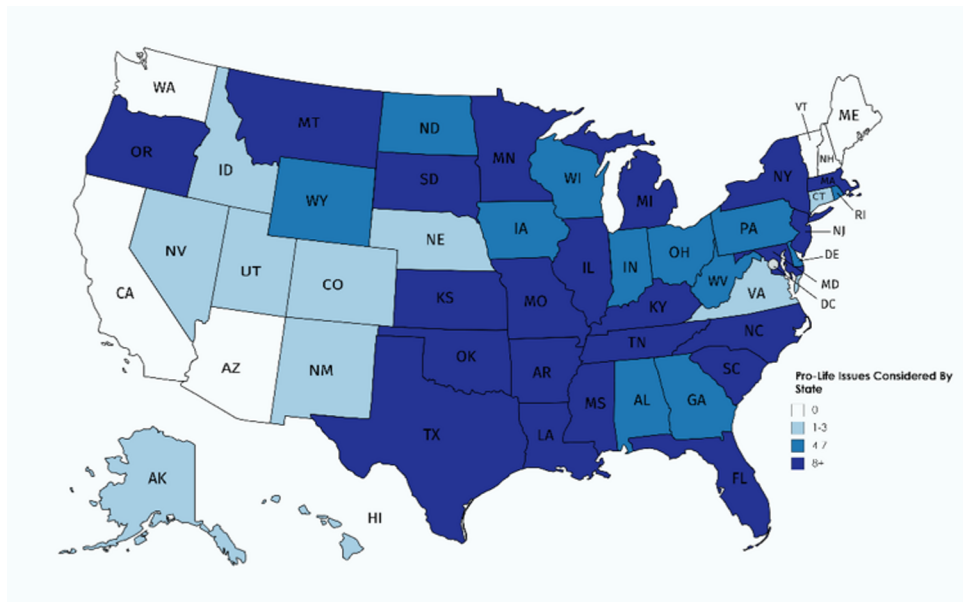 WA
OR
CA
ID
NV
AZ
MT
WY
UT
CO
NM
ND
SD
NE
KS
OK
TX
MN
IA
MO
AR
LA
WI
IL
MI
IN
OH
KY
TN
MS
AL
GA
FL
SC
NC
VA
WV
PA
NY
VT
NH
ME
MA
CT
RI
NJ
DE
MD
DC
AK
HI
Pro-Life Issues Considered By
State
0
1-3
4-7
8+